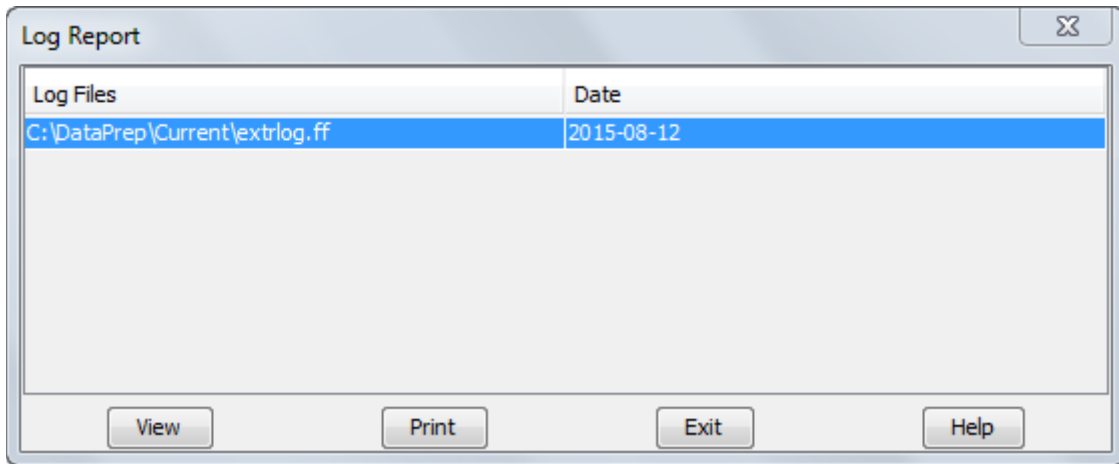 Log Report
Log Files Date
C:\DataPrep\Current\extrlog.ff 2015-08-12
View Print Exit Help